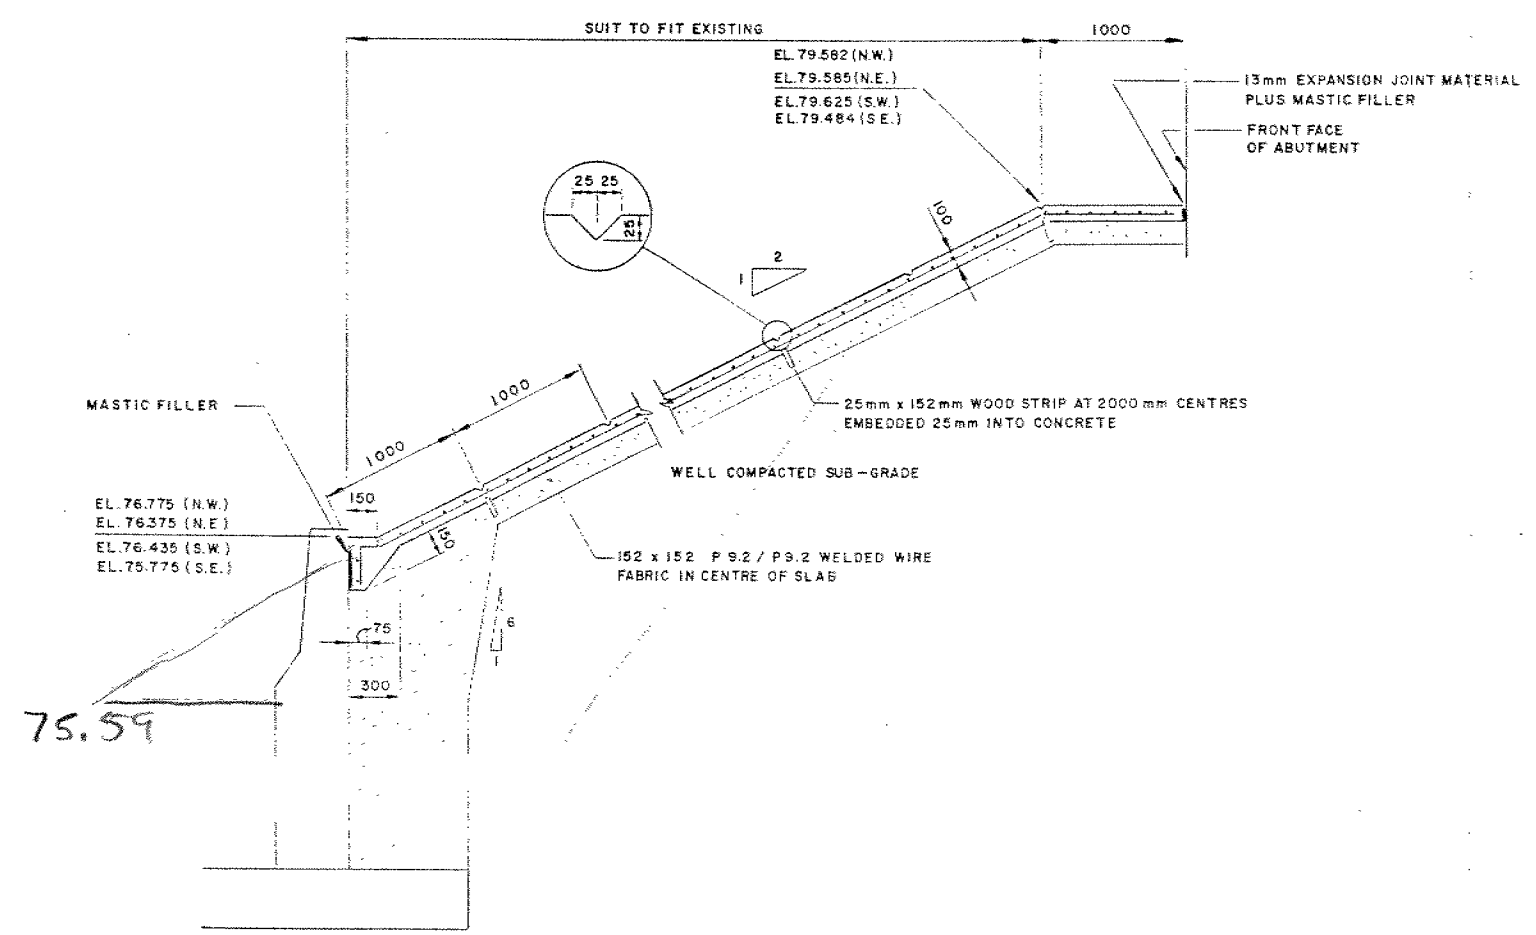 SUIT TO FIT EXISTING
1000
EL.79.582 (N.W.)
EL.79.585 (N.E.)
EL.79.625 (S.W.)
EL.79.484 (S.E.)
13mm EXPANSION JOINT MATERIAL
PLUS MASTIC FILLER
FRONT FACE
OF ABUTMENT
25 25
25
100
2
1
1000
1000
MASTIC FILLER
25mm x 152mm WOOD STRIP AT 2000mm CENTRES
EMBEDDED 25mm INTO CONCRETE
WELL COMPACTED SUB-GRADE
150
EL.76.775 (N.W.)
EL.76.375 (N.E)
EL.76.435 (S.W.)
EL.75.775 (S.E.)
150
152 x 152 P 9.2 / P 9.2 WELDED WIRE
FABRIC IN CENTRE OF SLAB
75
6
1
300
75.59